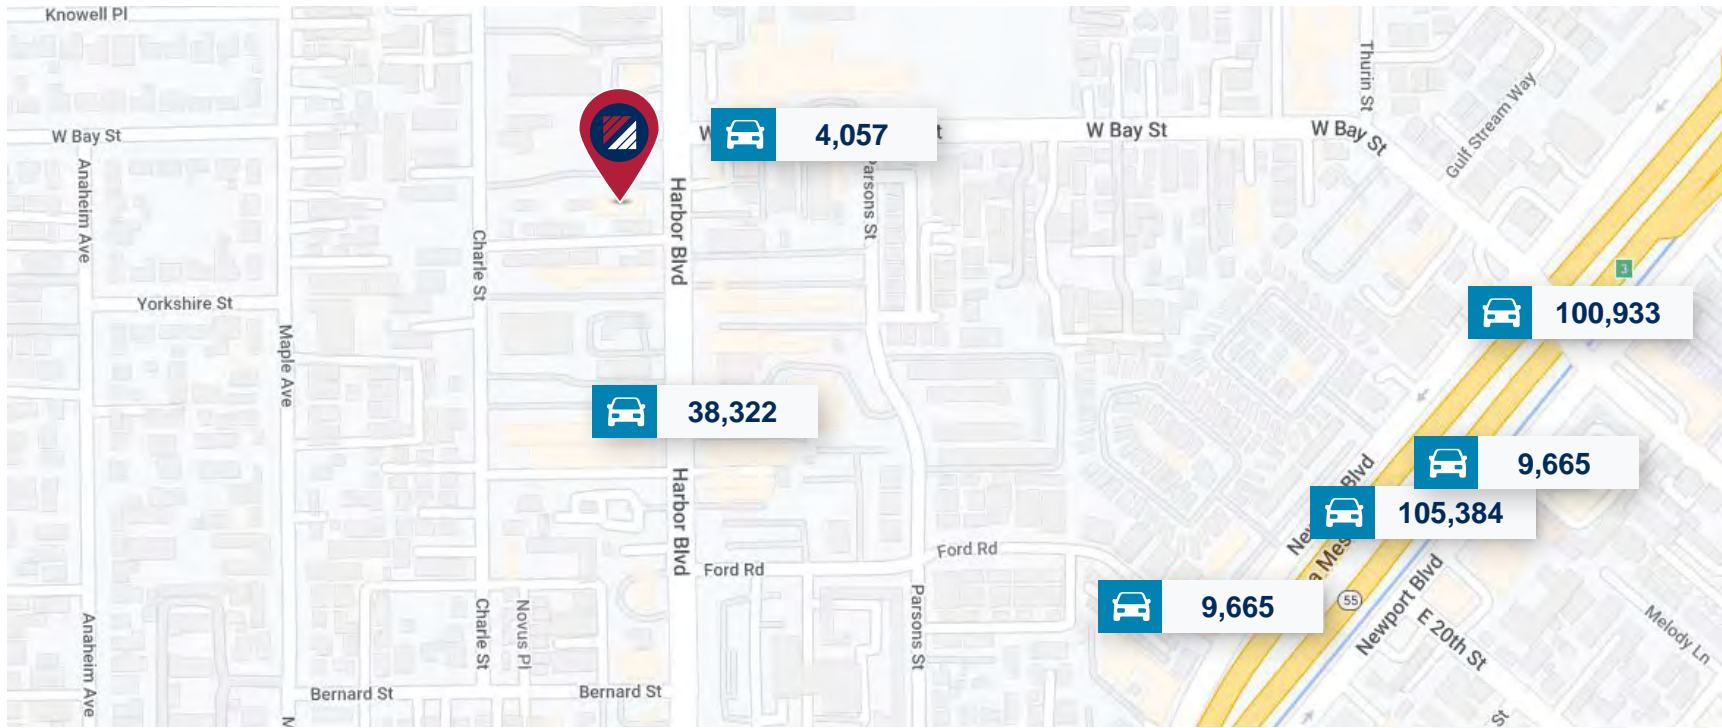 Knowell Pl
Thurin St
Gulf Stream Way
W Bay St
4,057
W Bay St
W Bay St
Anaheim Ave
Harbor Blvd
Parsons St
Charle St
3
Yorkshire St
100,933
Maple Ave
38,322
9,665
Harbor Blvd
105,384
Blvd
Ford Rd
Ford Rd
9,665
55
Newport Blvd
E 20th St
Melody Ln
Anaheim Ave
Charle St
Novus Pl
Parsons St
Bernard St
Bernard St
St